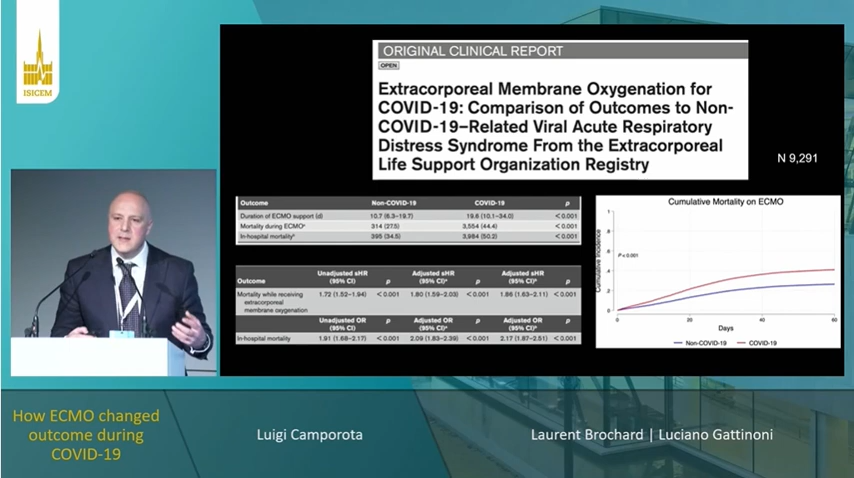 ISICEM
ORIGINAL CLINICAL REPORT
OPEN
Extracorporeal Membrane Oxygenation for
COVID-19: Comparison of Outcomes to Non-
COVID-19–Related Viral Acute Respiratory
Distress Syndrome From the Extracorporeal
Life Support Organization Registry
N 9,291
Outcome Non-COVID-19 COVID-19 p
Duration of ECMO support (d) 10.7 (6.3–19.7) 19.6 (10.1–34.0) <0.001
Mortality during ECMOᵃ 314 (27.5) 3,554 (44.4) <0.001
In-hospital mortalityᵇ 395 (34.5) 3,984 (50.2) <0.001
Unadjusted sHR Adjusted sHR Adjusted sHR
Outcome (95% CI) p (95% CI)ᵃ p (95% CI)ᵇ p
Mortality while receiving 1.72 (1.52–1.94) <0.001 1.80 (1.59–2.03) <0.001 1.86 (1.63–2.11) <0.001
extracorporeal
membrane oxygenation
Unadjusted OR Adjusted OR Adjusted OR
(95% CI) p (95% CI)ᵃ p (95% CI)ᵇ p
In-hospital mortality 1.91 (1.68–2.17) <0.001 2.09 (1.83–2.39) <0.001 2.17 (1.87–2.51) <0.001
Cumulative Mortality on ECMO
Cumulative Incidence
1
.8
.6
.4
.2
0
P<0.001
0 20 40 60
Days
Non-COVID-19 COVID-19
How ECMO changed
outcome during
COVID-19
Luigi Camporota
Laurent Brochard | Luciano Gattinoni